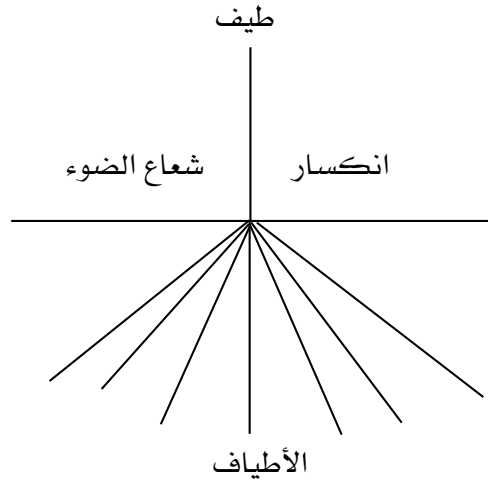 طيف
انكسار
شعاع الضوء
الأطياف